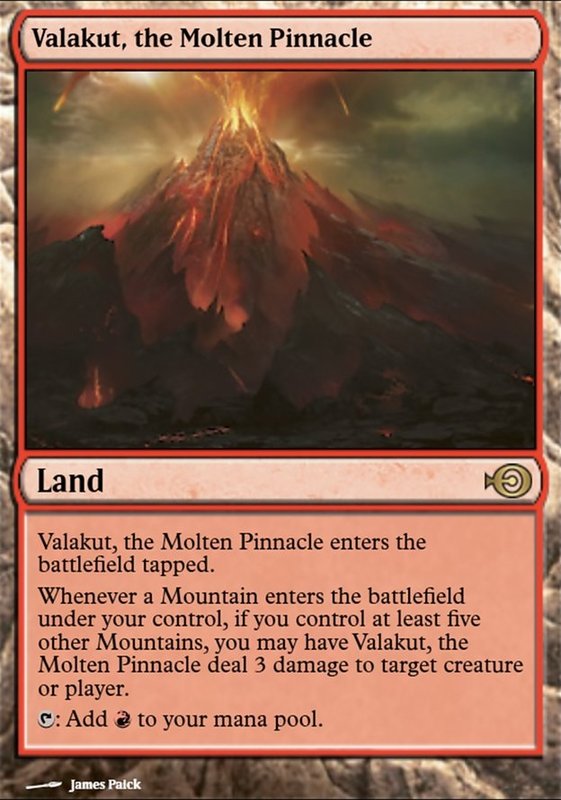 Valakut, the Molten Pinnacle
Land
Valakut, the Molten Pinnacle enters the
battlefield tapped.
Whenever a Mountain enters the battlefield
under your control, if you control at least five
other Mountains, you may have Valakut, the
Molten Pinnacle deal 3 damage to target creature
or player.
: Add to your mana pool.
James Paick